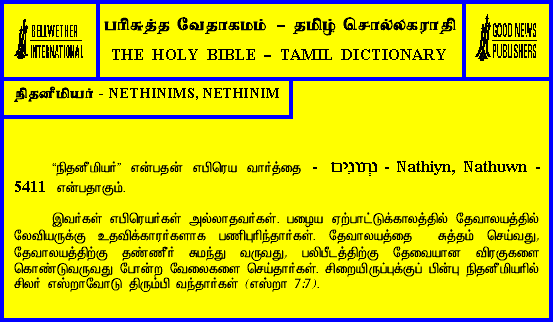 BELLWETHER
INTERNATIONAL
பரிசுத்த வேதாகமம் – தமிழ் சொல்லகராதி
THE HOLY BIBLE – TAMIL DICTIONARY
GOOD NEWS
PUBLISHERS
நிதனீமியர் - NETHINIMS, NETHINIM
“நிதனீமியர்” என்பதன் எபிரெய வார்த்தை - נתינים - Nathiyn, Nathuwn -
5411 என்பதாகும்.
இவர்கள் எபிரெயர்கள் அல்லாதவர்கள். பழைய ஏற்பாட்டுக்காலத்தில் தேவாலயத்தில்
லேவியருக்கு உதவிக்காரர்களாக பணிபுரிந்தார்கள். தேவாலயத்தை சுத்தம் செய்வது,
தேவாலயத்திற்கு தண்ணீர் சுமந்து வருவது, பலிபீடத்திற்கு தேவையான விரகுகளை
கொண்டுவருவது போன்ற வேலைகளை செய்தார்கள். சிறையிருப்புக்குப் பின்பு நிதனீமியரில்
சிலர் எஸ்றாவோடு திரும்பி வந்தார்கள் (எஸ்றா 7:7).